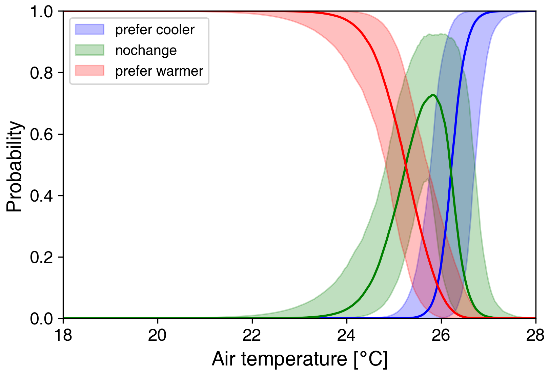 1.0
0.8
0.6
0.4
0.2
0.0
Probability
prefer cooler
nochange
prefer warmer
18 20 22 24 26 28
Air temperature [°C]